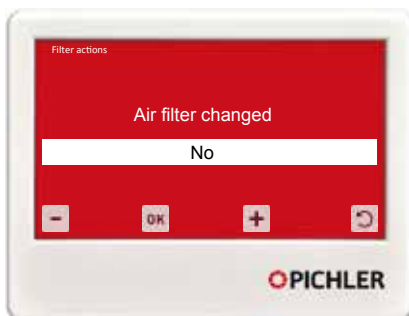 Filter actions
Air filter changed
No
- OK +
PICHLER